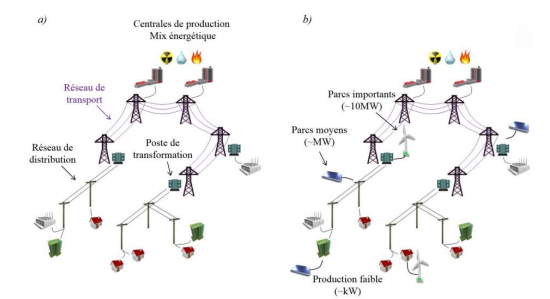 a)
Centrales de production
Mix énergétique
Réseau de
transport
Réseau de
distribution
Poste de
transformation
b)
Parcs importants
(~10MW)
Parcs moyens
(~MW)
Production faible
(~kW)